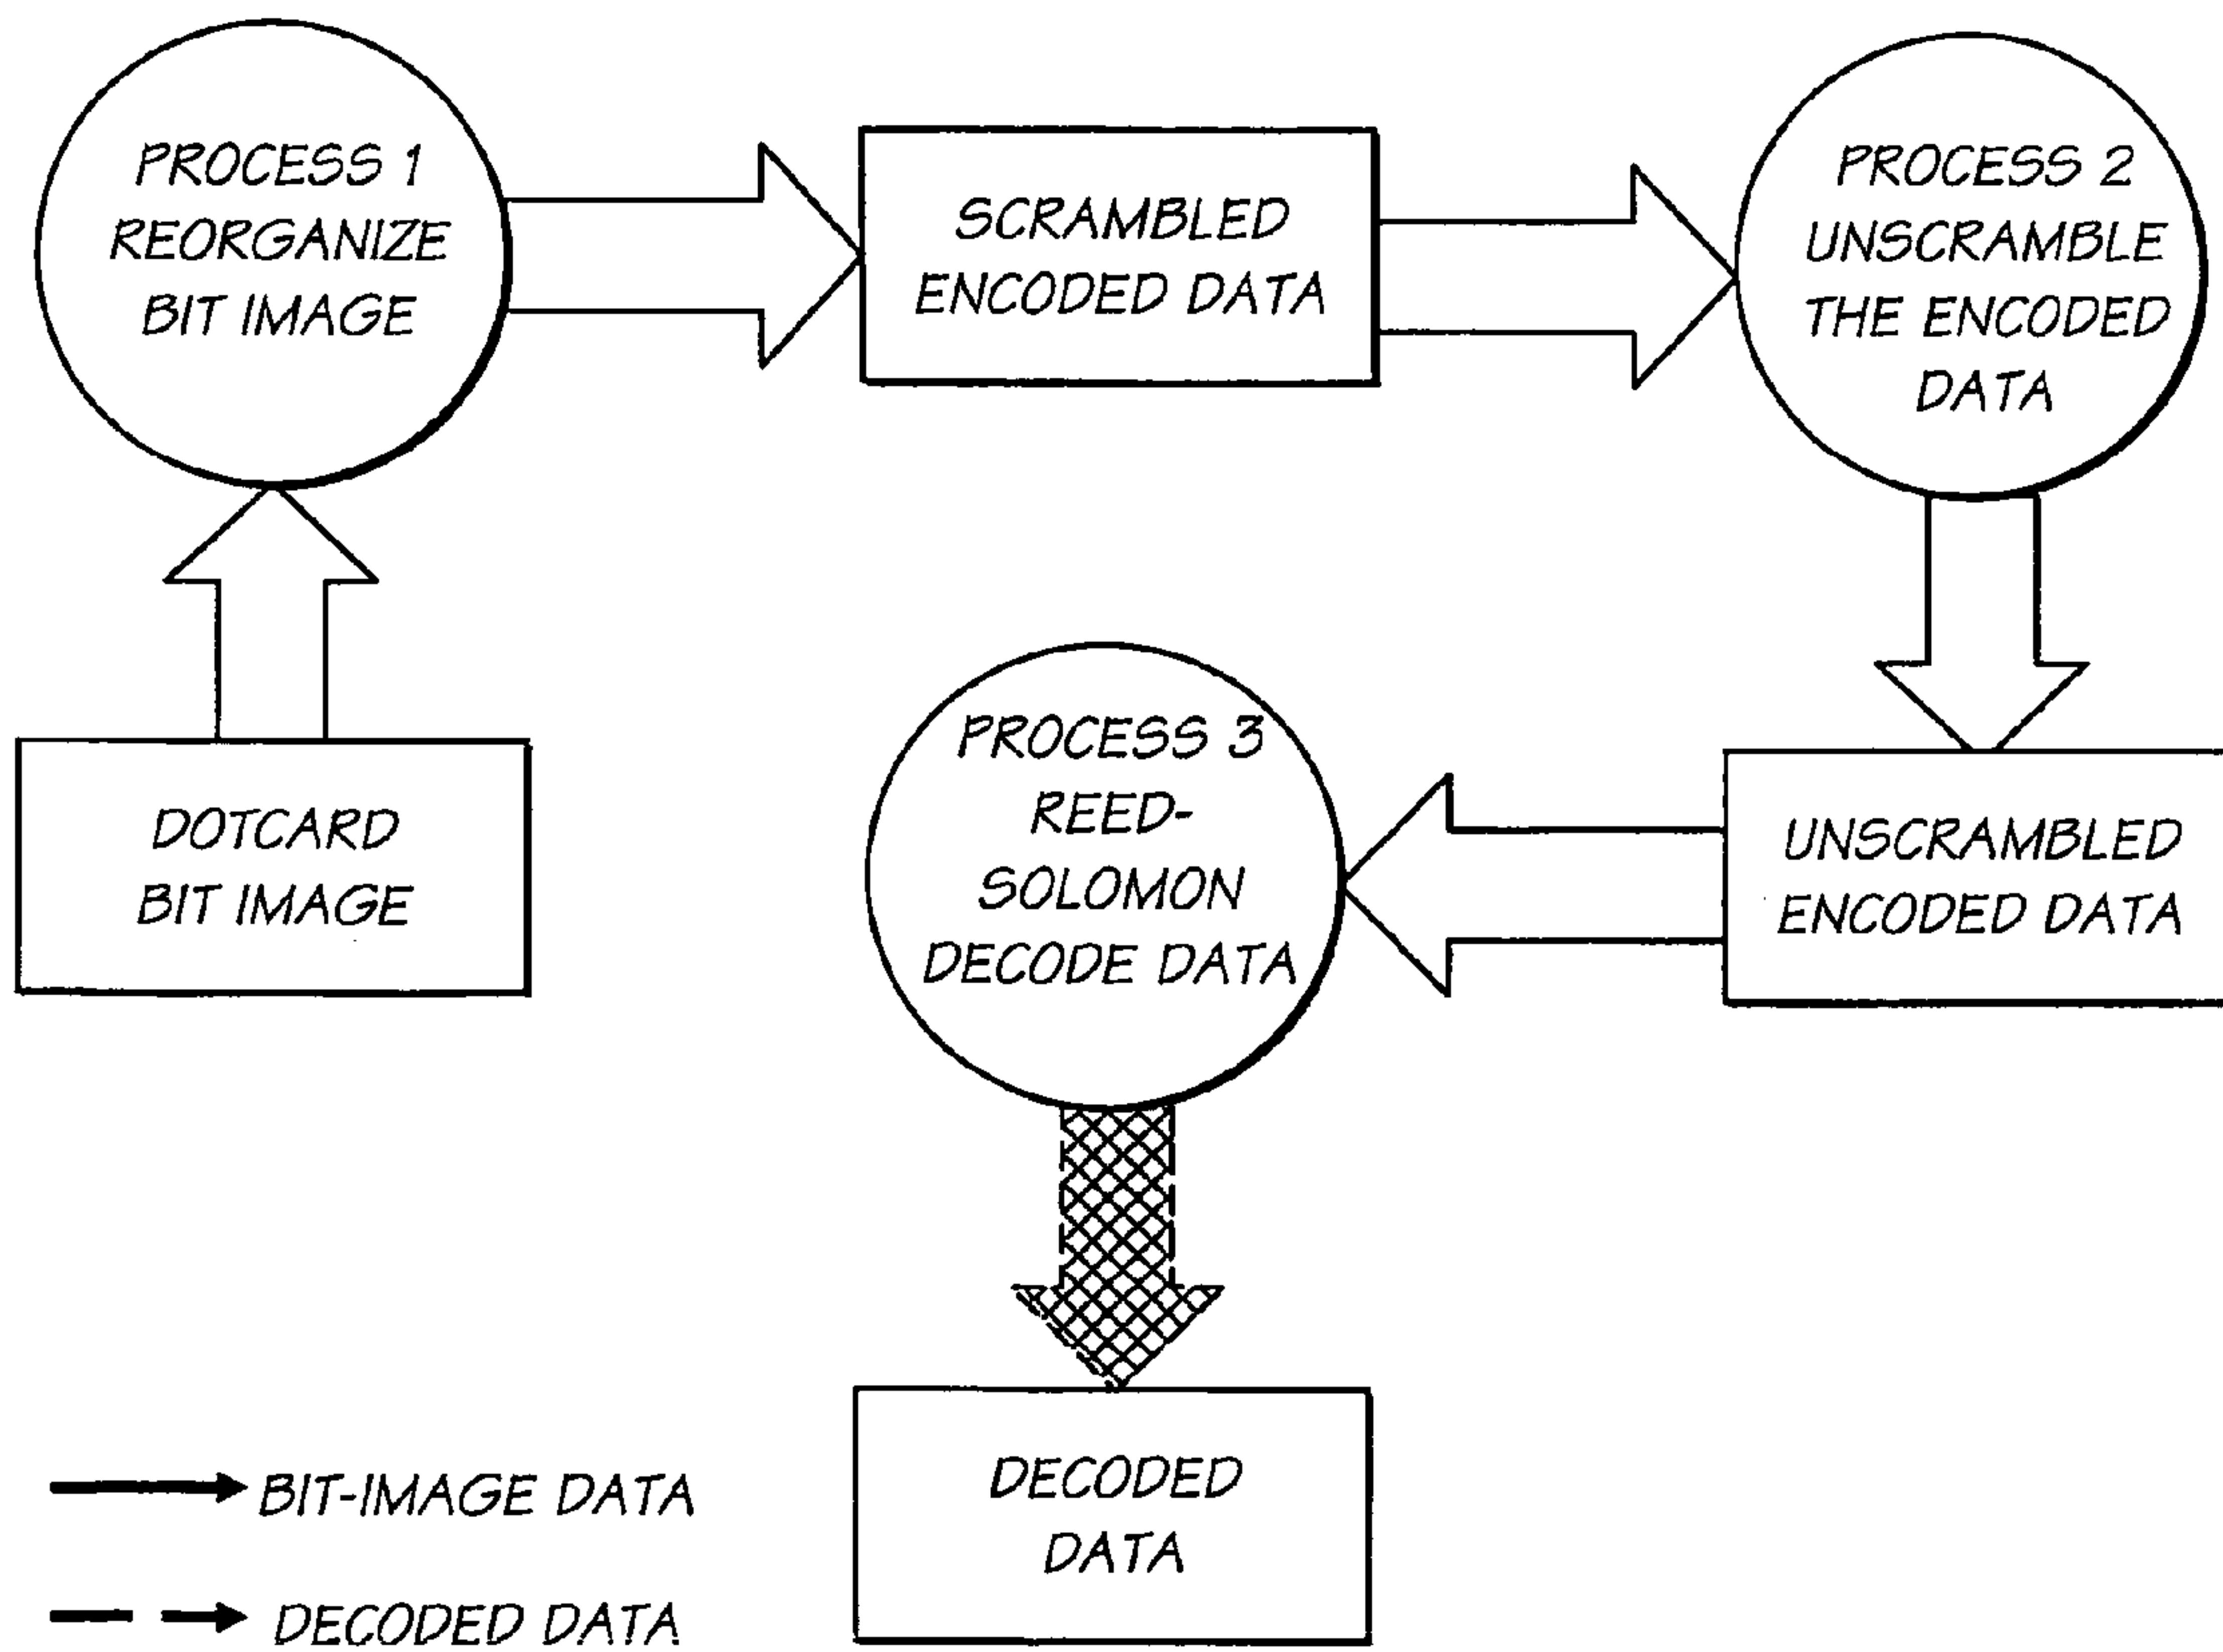 PROCESS 1
REORGANIZE
BIT IMAGE
SCRAMBLED
ENCODED DATA
PROCESS 2
UNSCRAMBLE
THE ENCODED
DATA
DOTCARD
BIT IMAGE
PROCESS 3
REED-
SOLOMON
DECODE DATA
UNSCRAMBLED
ENCODED DATA
DECODED
DATA
BIT-IMAGE DATA
DECODED DATA